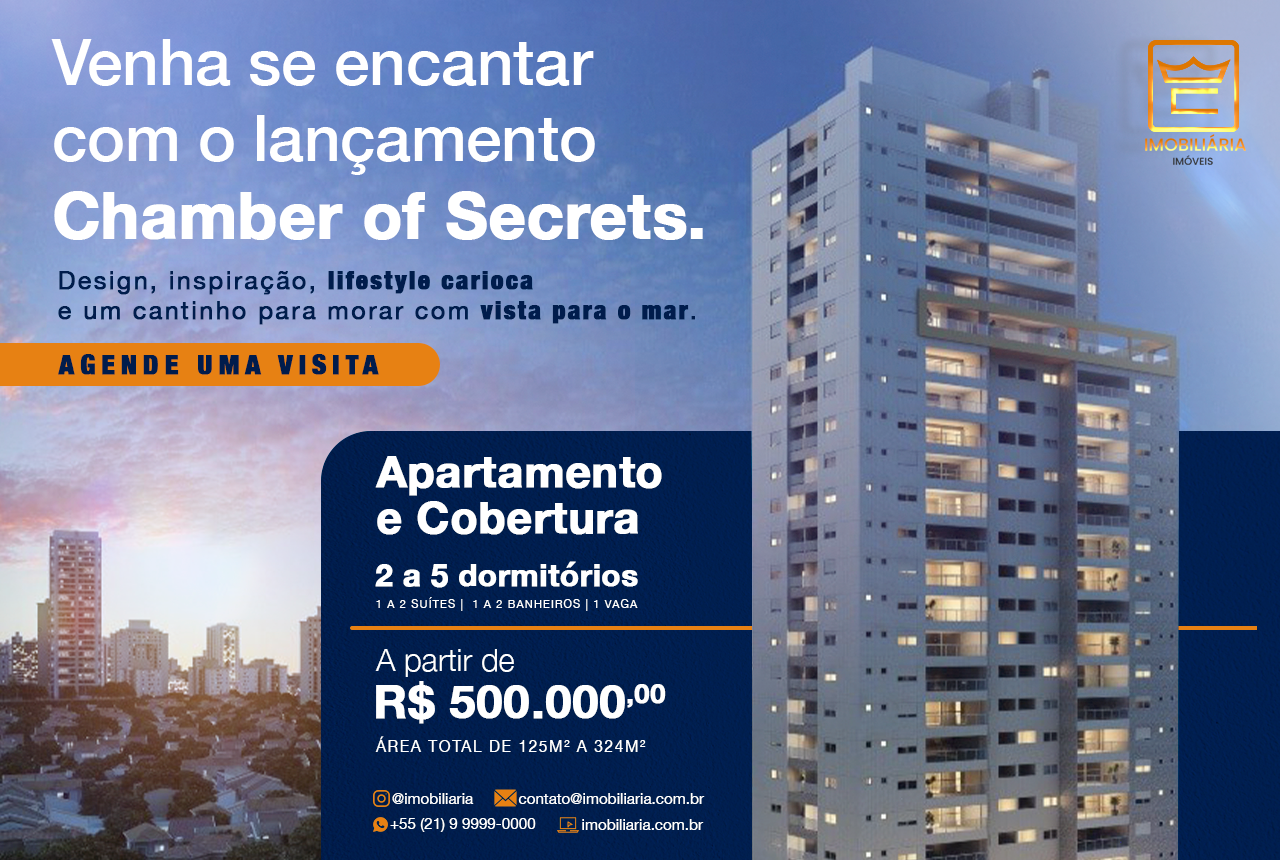 Venha se encantar
com o lançamento
Chamber of Secrets.
Design, inspiração, lifestyle carioca
e um cantinho para morar com vista para o mar.
AGENDE UMA VISITA
IMOBILIÁRIA
IMÓVEIS
Apartamento
e Cobertura
2 a 5 dormitórios
1 A 2 SUÍTES | 1 A 2 BANHEIROS | 1 VAGA
A partir de
R$ 500.000,00
ÁREA TOTAL DE 125M² A 324M²
@imobiliaria contato@imobiliaria.com.br
+55 (21) 9 9999-0000 imobiliaria.com.br